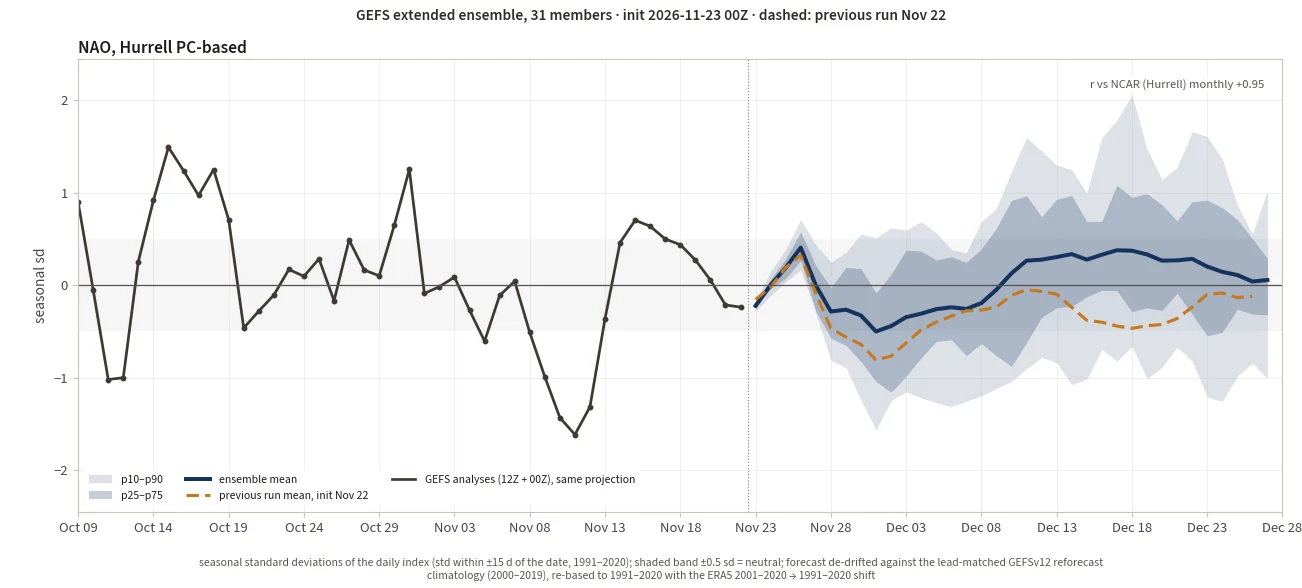 GEFS extended ensemble, 31 members · init 2026-11-23 00Z · dashed: previous run Nov 22
NAO, Hurrell PC-based
r vs NCAR (Hurrell) monthly +0.95
seasonal sd
2
1
0
−1
−2
p10–p90
ensemble mean
GEFS analyses (12Z + 00Z), same projection
p25–p75
previous run mean, init Nov 22
Oct 09 Oct 14 Oct 19 Oct 24 Oct 29 Nov 03 Nov 08 Nov 13 Nov 18 Nov 23 Nov 28 Dec 03 Dec 08 Dec 13 Dec 18 Dec 23 Dec 28
seasonal standard deviations of the daily index (std within ±15 d of the date, 1991–2020); shaded band ±0.5 sd = neutral; forecast de-drifted against the lead-matched GEFSv12 reforecast
climatology (2000–2019), re-based to 1991–2020 with the ERA5 2001–2020 → 1991–2020 shift